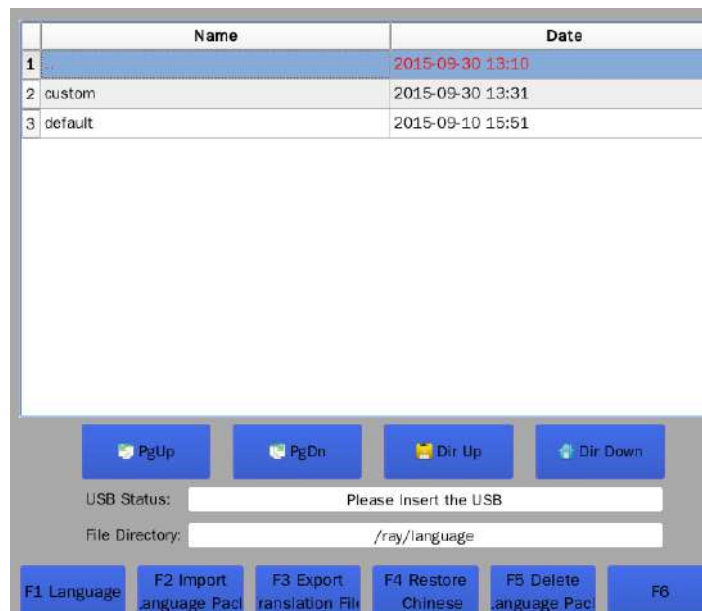 Name Date
1 .. 2015-09-30 13:10
2 custom 2015-09-30 13:31
3 default 2015-09-10 15:51
PgUp PgDn Dir Up Dir Down
USB Status: Please Insert the USB
File Directory: /ray/language
F1 Language F2 Import F3 Export F4 Restore F5 Delete F6
anguage Pacl ranslation File Chinese anguage Pacl